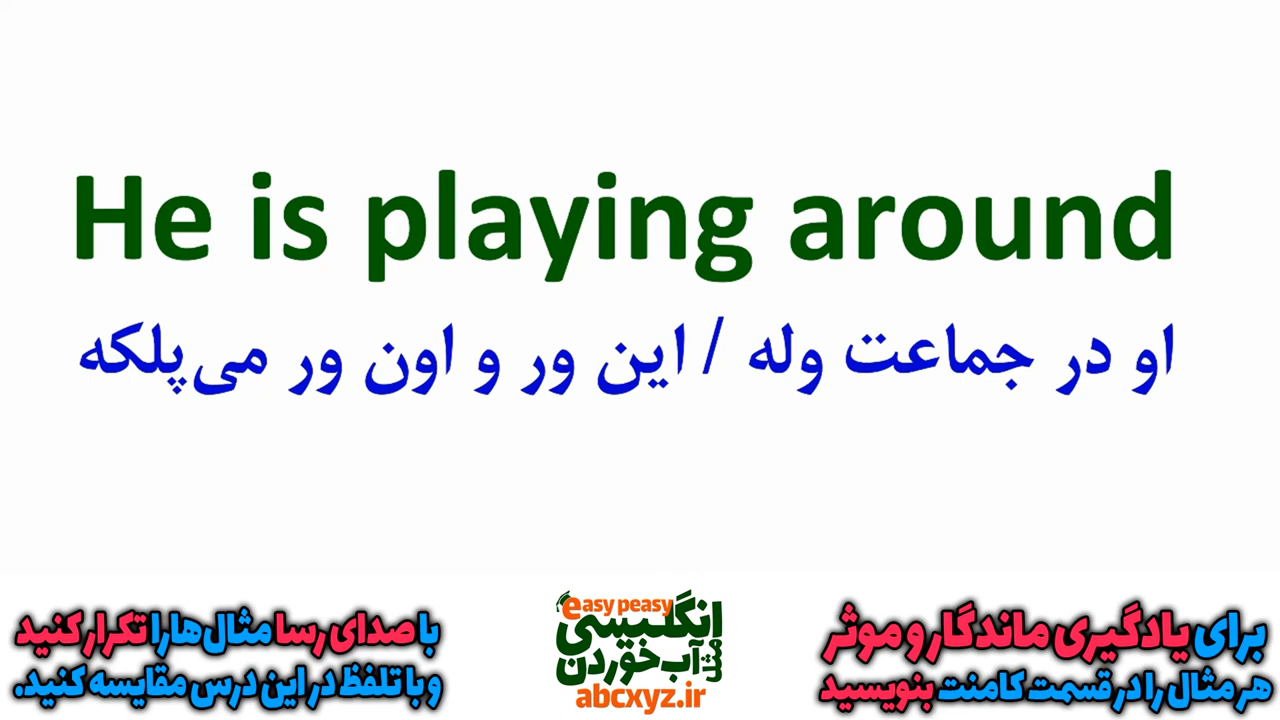 He is playing around
او در جماعت وله / این ور و اون ور می‌پلکه
برای یادگیری ماندگار و موثر
هر مثال را در قسمت کامنت بنویسید
easy peasy
انگلیسی
مثل آب خوردن
abcxyz.ir
با صدای رسا مثال‌ها را تکرار کنید
و با تلفظ در این درس مقایسه کنید.